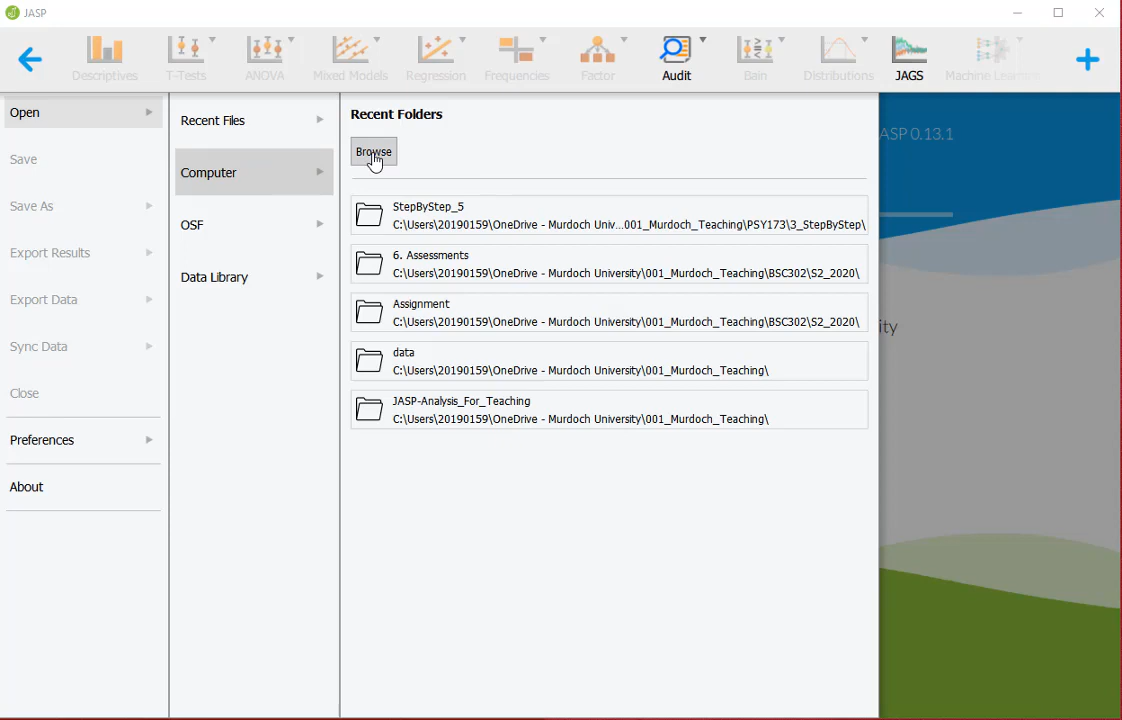 JASP
Descriptives
T-Tests
ANOVA
Mixed Models
Regression
Frequencies
Factor
Audit
Bain
Distributions
JAGS
Machine
Open
Save
Save As
Export Results
Export Data
Sync Data
Close
Preferences
About
Recent Files
Computer
OSF
Data Library
Recent Folders
Browse
StepByStep_5
C:\Users\20190159\OneDrive - Murdoch Univ...001_Murdoch_Teaching\PSY173\3_StepByStep\
6. Assessments
C:\Users\20190159\OneDrive - Murdoch University\001_Murdoch_Teaching\BSC302\S2_2020\
Assignment
C:\Users\20190159\OneDrive - Murdoch University\001_Murdoch_Teaching\BSC302\S2_2020\
data
C:\Users\20190159\OneDrive - Murdoch University\001_Murdoch_Teaching\
JASP-Analysis_For_Teaching
C:\Users\20190159\OneDrive - Murdoch University\001_Murdoch_Teaching\
ASP 0.13.1
ity